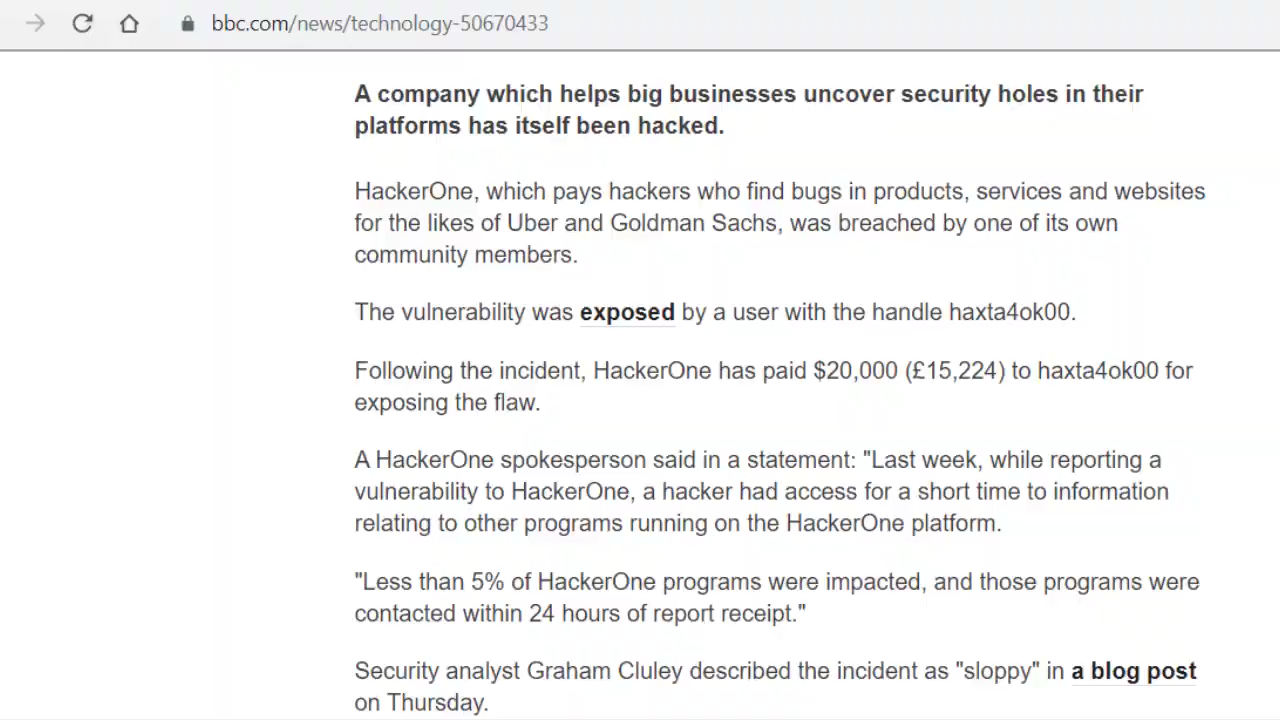 bbc.com/news/technology-50670433
A company which helps big businesses uncover security holes in their
platforms has itself been hacked.
HackerOne, which pays hackers who find bugs in products, services and websites
for the likes of Uber and Goldman Sachs, was breached by one of its own
community members.
The vulnerability was exposed by a user with the handle haxta4ok00.
Following the incident, HackerOne has paid $20,000 (£15,224) to haxta4ok00 for
exposing the flaw.
A HackerOne spokesperson said in a statement: "Last week, while reporting a
vulnerability to HackerOne, a hacker had access for a short time to information
relating to other programs running on the HackerOne platform.
"Less than 5% of HackerOne programs were impacted, and those programs were
contacted within 24 hours of report receipt."
Security analyst Graham Cluley described the incident as "sloppy" in a blog post
on Thursday.